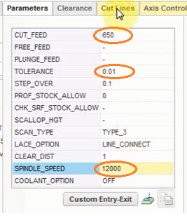 Parameters Clearance Cut Lines Axis Control
CUT_FEED 650
FREE_FEED -
PLUNGE_FEED -
TOLERANCE 0.01
STEP_OVER 0.1
PROF_STOCK_ALLOW 0
CHK_SRF_STOCK_ALLOW -
SCALLOP_HGT -
SCAN_TYPE TYPE_3
LACE_OPTION LINE_CONNECT
CLEAR_DIST 1
SPINDLE_SPEED 12000
COOLANT_OPTION OFF
Custom Entry-Exit